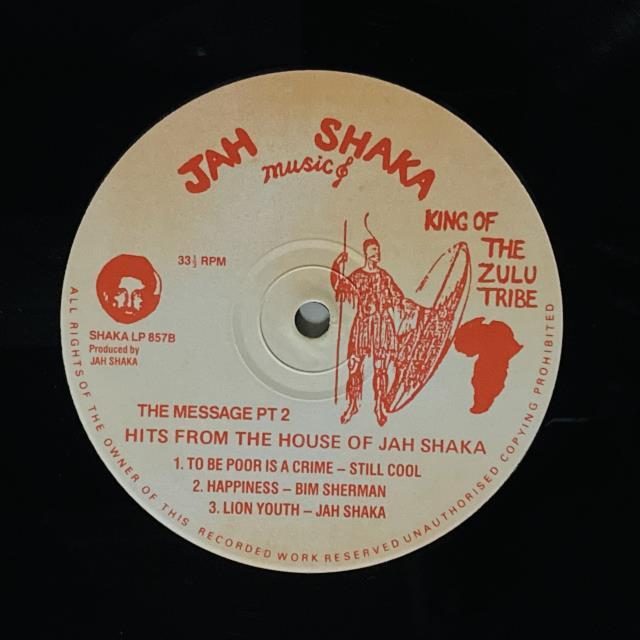 JAH SHAKA
music
KING OF
THE
ZULU
TRIBE
33⅓ RPM
SHAKA LP 857B
Produced by
JAH SHAKA
THE MESSAGE PT 2
HITS FROM THE HOUSE OF JAH SHAKA
1. TO BE POOR IS A CRIME – STILL COOL
2. HAPPINESS – BIM SHERMAN
3. LION YOUTH – JAH SHAKA
ALL RIGHTS OF THE OWNER OF THIS RECORDED WORK RESERVED UNAUTHORISED COPYING PROHIBITED